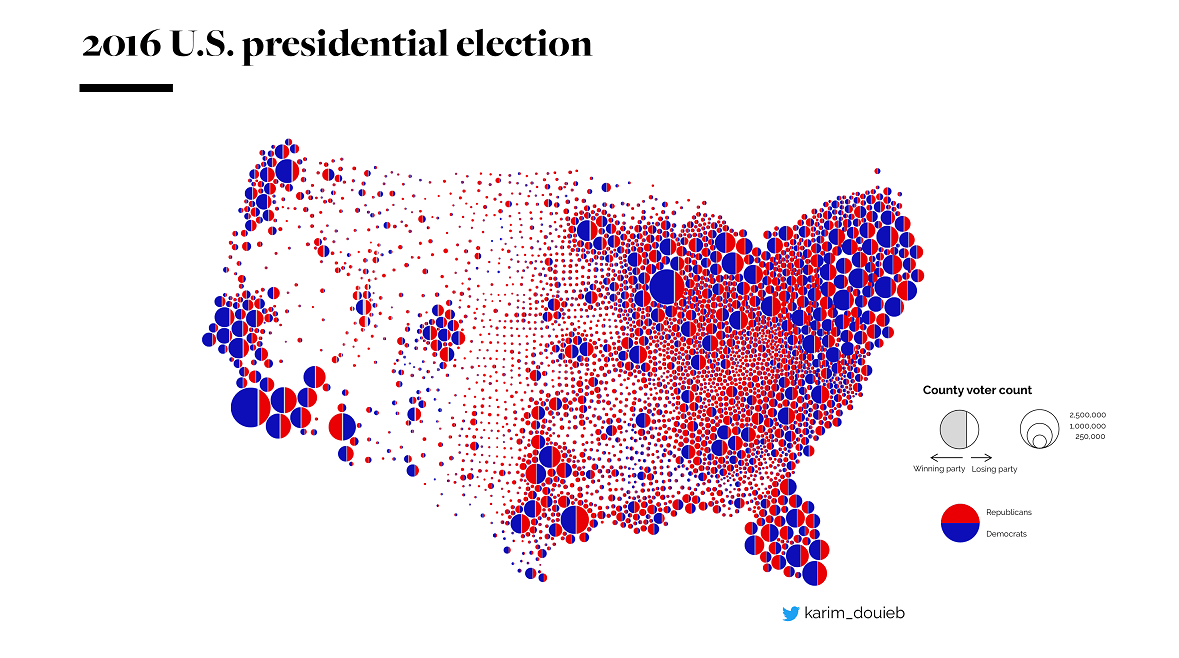 2016 U.S. presidential election
County voter count
2,500,000
1,000,000
250,000
Winning party Losing party
Republicans
Democrats
karim_douieb